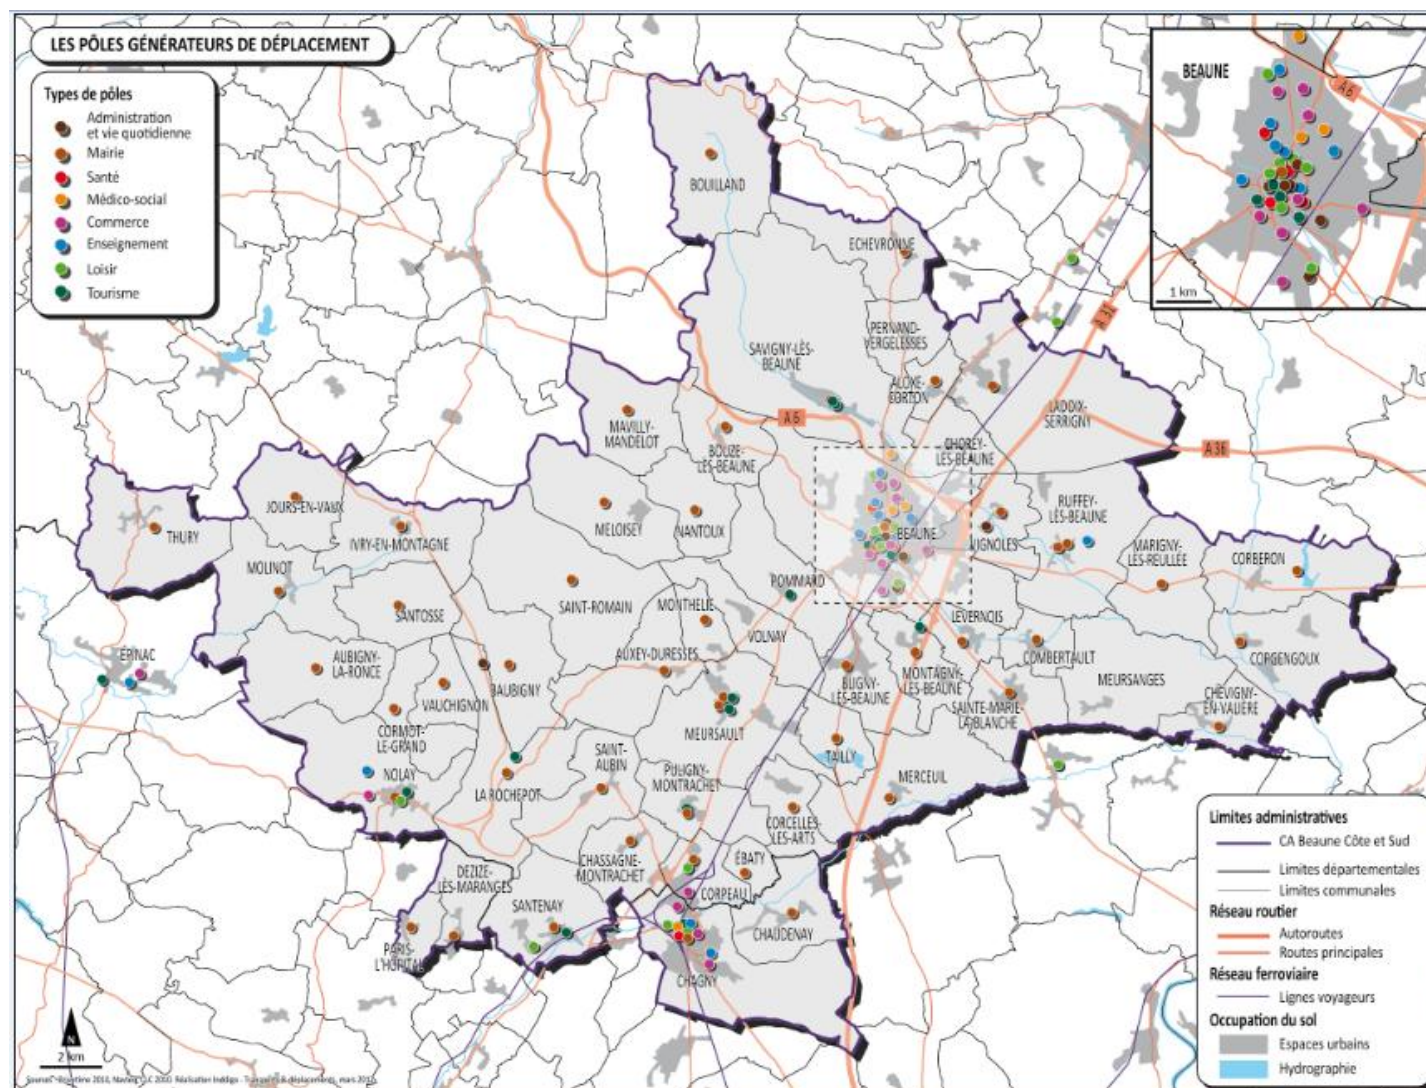 LES PÔLES GÉNÉRATEURS DE DÉPLACEMENT
Types de pôles
Administration
et vie quotidienne
Mairie
Santé
Médico-social
Commerce
Enseignement
Loisir
Tourisme
BEAUNE
A6
1 km
BOUILLAND
ECHEVRONNE
PERNAND-
VERGELESSES
SAVIGNY-LÈS-
BEAUNE
ALOXE-
CORTON
LADOIX-
SERRIGNY
MAVILLY-
MANDELOT
BOUZE-
LÈS-BEAUNE
A 6
CHOREY-
LÈS-BEAUNE
A 36
THURY
JOURS-EN-VAUX
IVRY-EN-MONTAGNE
MELOISEY
NANTOUX
BEAUNE
VIGNOLES
RUFFEY-
LÈS-BEAUNE
MARIGNY-
LÈS-REULLÉE
CORBERON
MOLINOT
SANTOSSE
SAINT-ROMAIN
MONTHELIE
POMMARD
VOLNAY
LEVERNOIS
ÉPINAC
AUBIGNY-
LA-RONCE
VAUCHIGNON
BAUBIGNY
AUXEY-DURESSES
BLIGNY-
LÈS-BEAUNE
MONTAGNY-
LÈS-BEAUNE
COMBERTAULT
CORGENGOUX
MEURSANGES
SAINTE-MARIE-
LA-BLANCHE
CHEVIGNY-
EN-VALIÈRE
CORMOT-
LE-GRAND
MEURSAULT
NOLAY
LA ROCHEPOT
SAINT-
AUBIN
PULIGNY-
MONTRACHET
TAILLY
MERCEUIL
CORCELLES-
LES-ARTS
CHASSAGNE-
MONTRACHET
ÉBATY
DEZIZE-
LÈS-MARANGES
SANTENAY
CORPEAU
CHAUDENAY
PARIS-
L'HOPITAL
CHAGNY
Limites administratives
CA Beaune Côte et Sud
Limites départementales
Limites communales
Réseau routier
Autoroutes
Routes principales
Réseau ferroviaire
Lignes voyageurs
Occupation du sol
Espaces urbains
Hydrographie
N
2 km